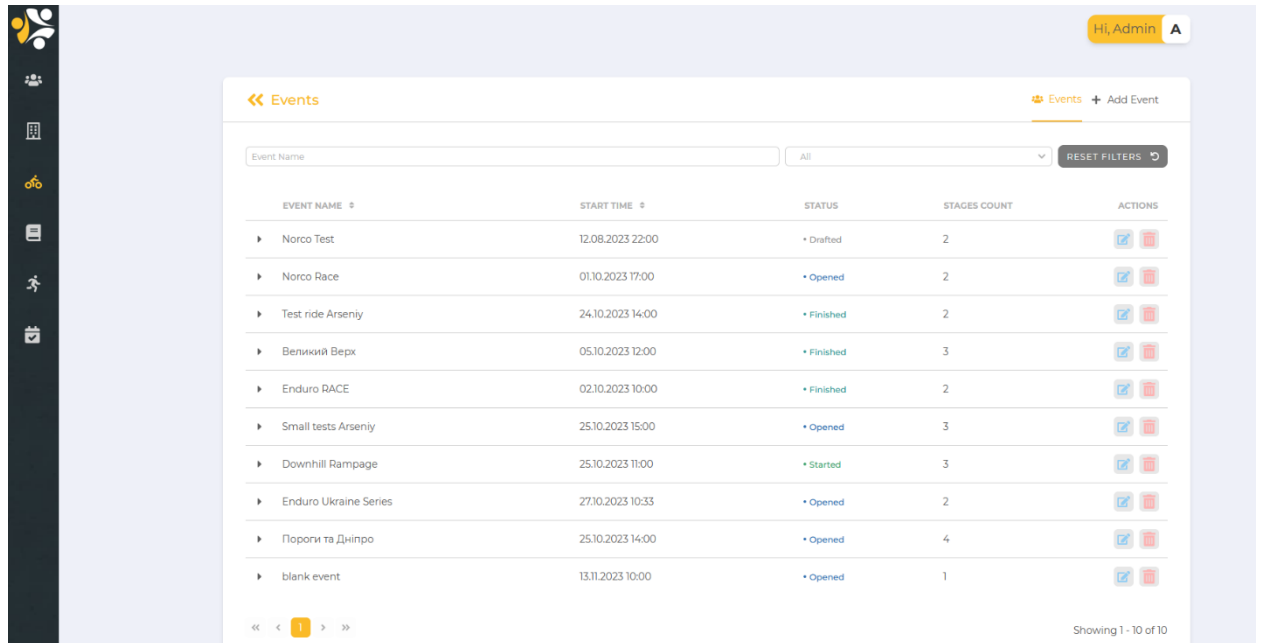 Hi, Admin A
Events
Events + Add Event
Event Name All RESET FILTERS
EVENT NAME START TIME STATUS STAGES COUNT ACTIONS
Norco Test 12.08.2023 22:00 • Drafted 2
Norco Race 01.10.2023 17:00 • Opened 2
Test ride Arseniy 24.10.2023 14:00 • Finished 2
Великий Верх 05.10.2023 12:00 • Finished 3
Enduro RACE 02.10.2023 10:00 • Finished 2
Small tests Arseniy 25.10.2023 15:00 • Opened 3
Downhill Rampage 25.10.2023 11:00 • Started 3
Enduro Ukraine Series 27.10.2023 10:33 • Opened 2
Пороги та Дніпро 25.10.2023 14:00 • Opened 4
blank event 13.11.2023 10:00 • Opened 1
« < 1 > »
Showing 1 - 10 of 10